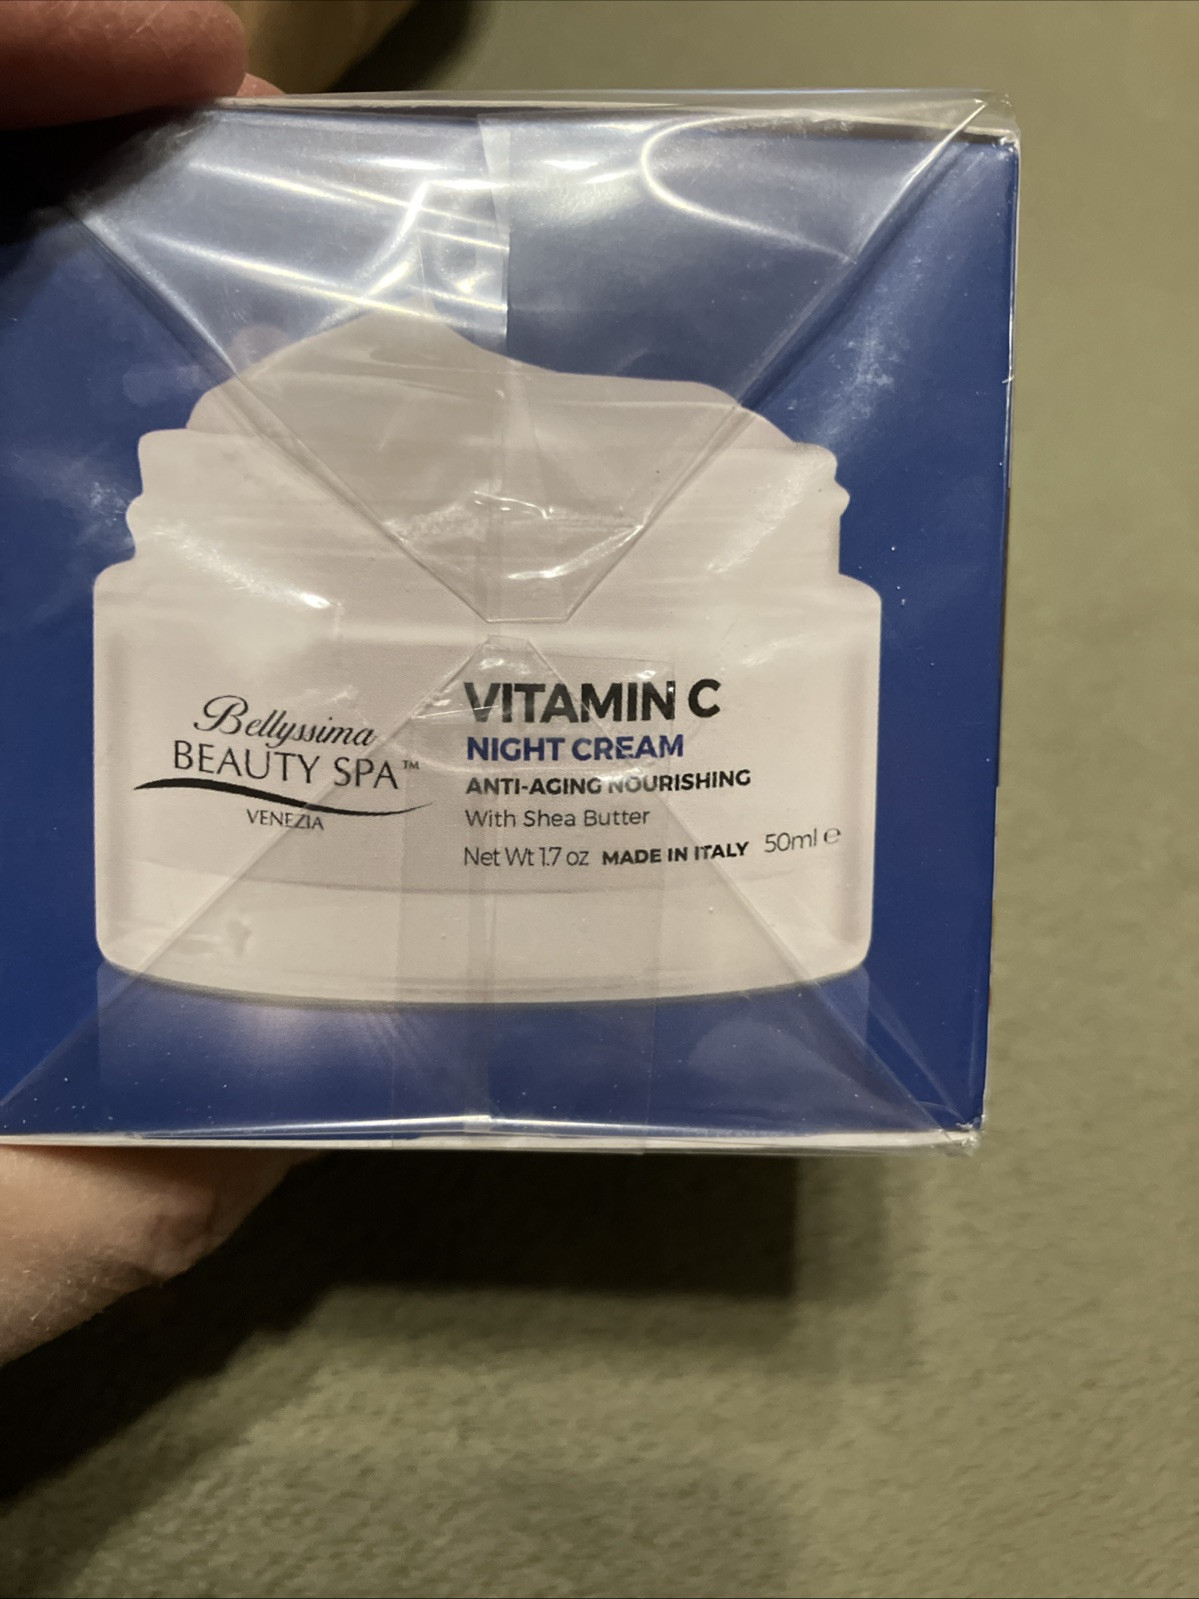 Bellyssima
BEAUTY SPA™
VENEZIA
VITAMIN C
NIGHT CREAM
ANTI-AGING NOURISHING
With Shea Butter
Net Wt 1.7 oz MADE IN ITALY 50ml ℮